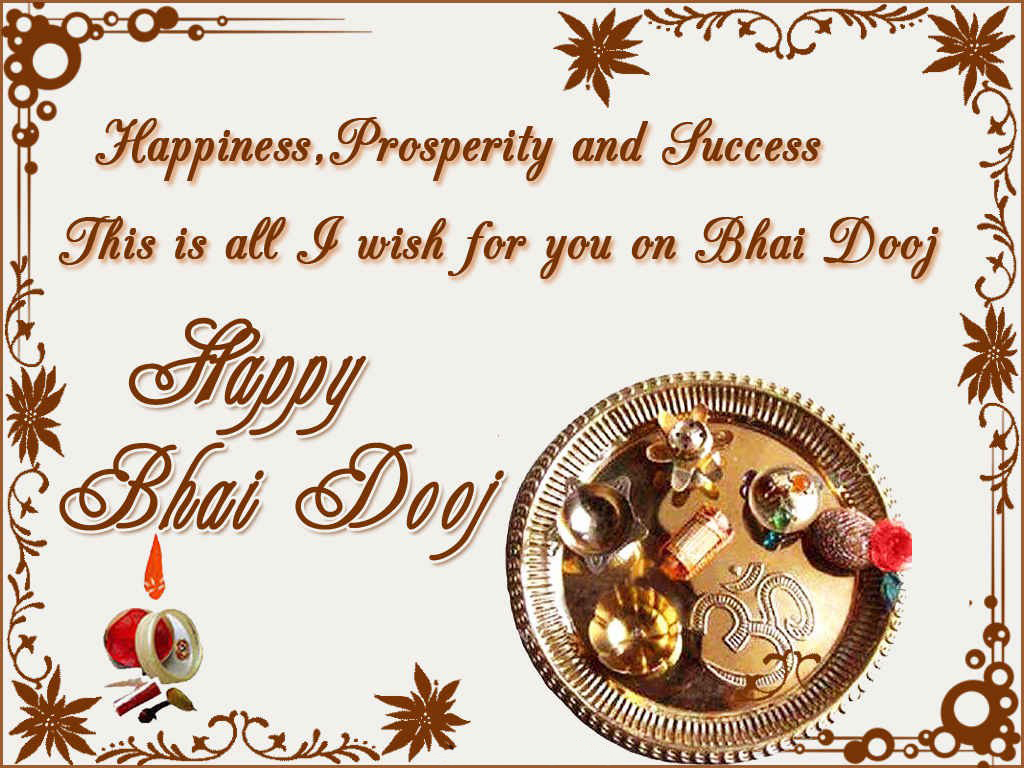 Happiness,Prosperity and Success
This is all I wish for you on Bhai Dooj
Happy
Bhai Dooj
ॐ